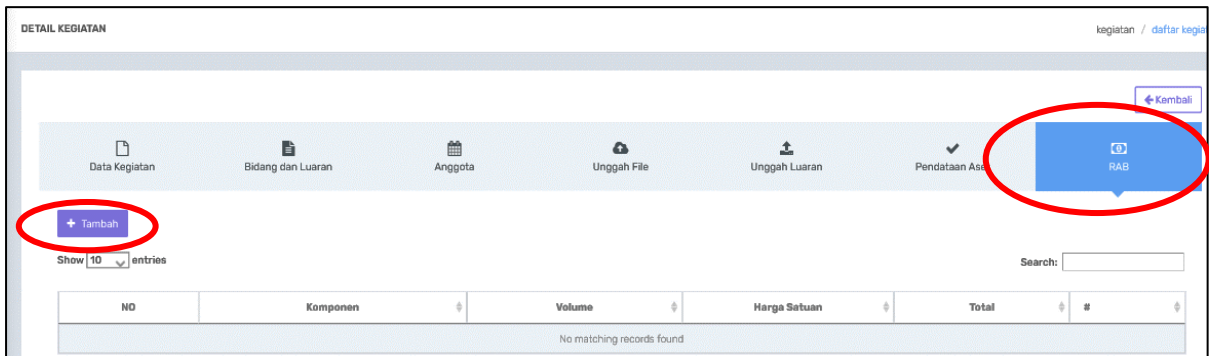 DETAIL KEGIATAN
kegiatan / daftar kegia
Kembali
Data Kegiatan Bidang dan Luaran Anggota Unggah File Unggah Luaran Pendataan Ase RAB
+ Tambah
Show 10 entries
Search:
NO Komponen Volume Harga Satuan Total #
No matching records found